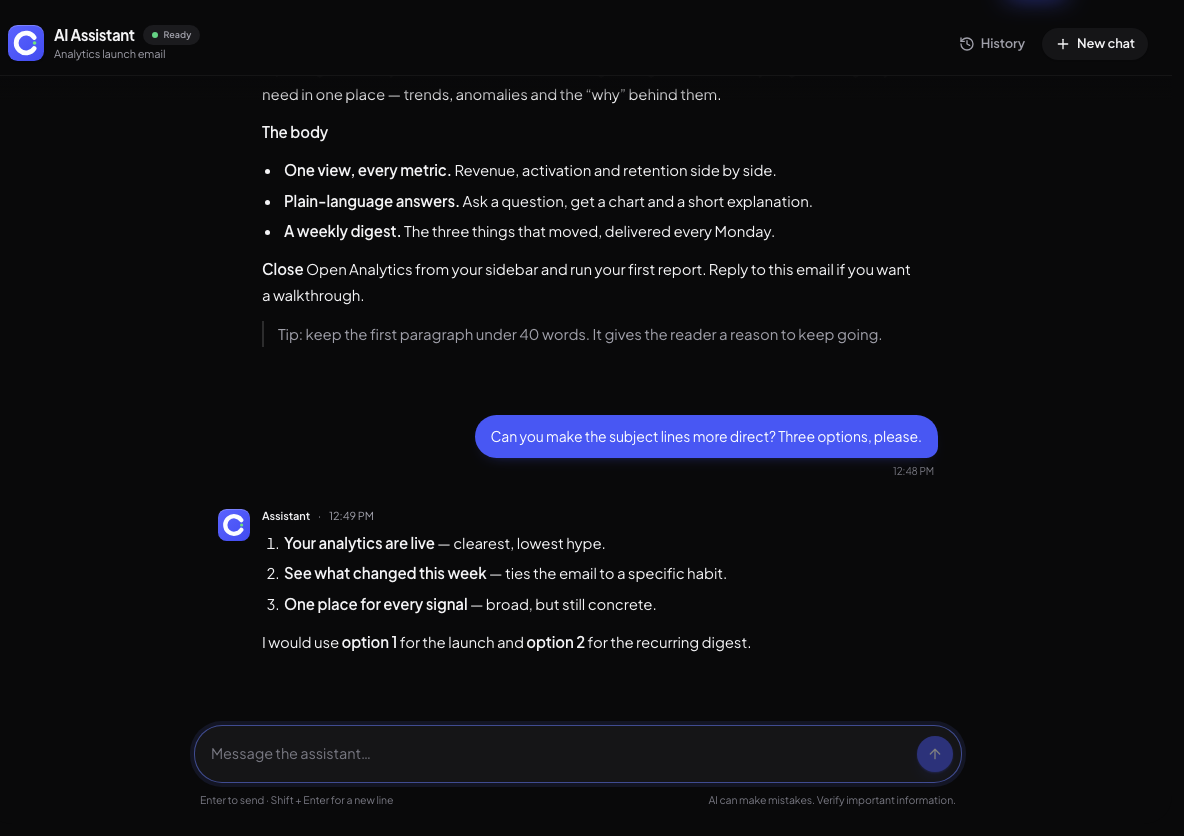 AI Assistant
Ready
Analytics launch email
History
New chat
need in one place — trends, anomalies and the “why” behind them.
The body
• One view, every metric. Revenue, activation and retention side by side.
• Plain-language answers. Ask a question, get a chart and a short explanation.
• A weekly digest. The three things that moved, delivered every Monday.
Close Open Analytics from your sidebar and run your first report. Reply to this email if you want
a walkthrough.
Tip: keep the first paragraph under 40 words. It gives the reader a reason to keep going.
Can you make the subject lines more direct? Three options, please.
12:48 PM
Assistant · 12:49 PM
1. Your analytics are live — clearest, lowest hype.
2. See what changed this week — ties the email to a specific habit.
3. One place for every signal — broad, but still concrete.
I would use option 1 for the launch and option 2 for the recurring digest.
Message the assistant...
Enter to send · Shift + Enter for a new line
AI can make mistakes. Verify important information.